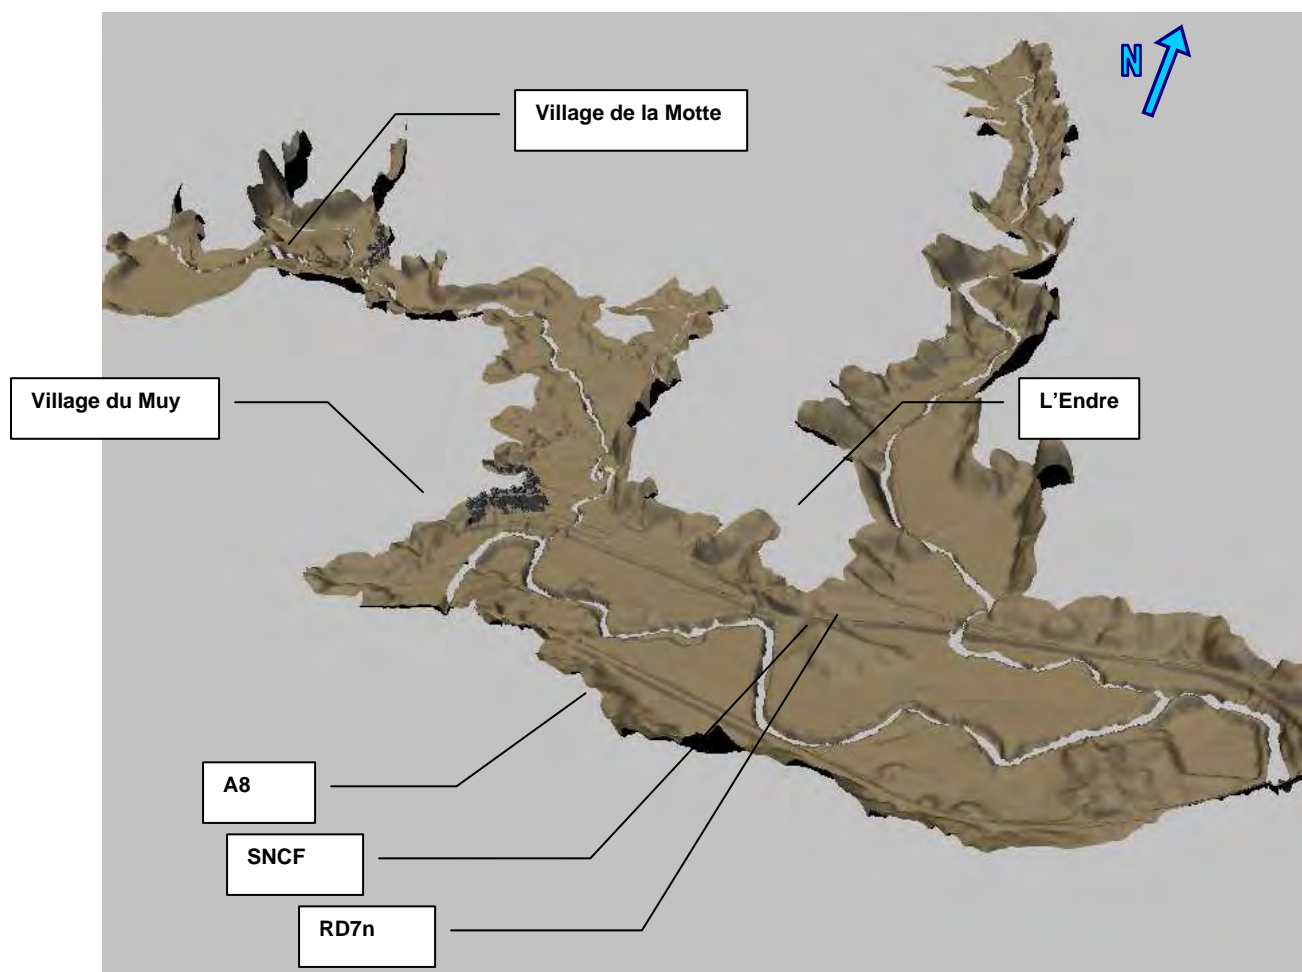 N
Village de la Motte
Village du Muy
L’Endre
A8
SNCF
RD7n